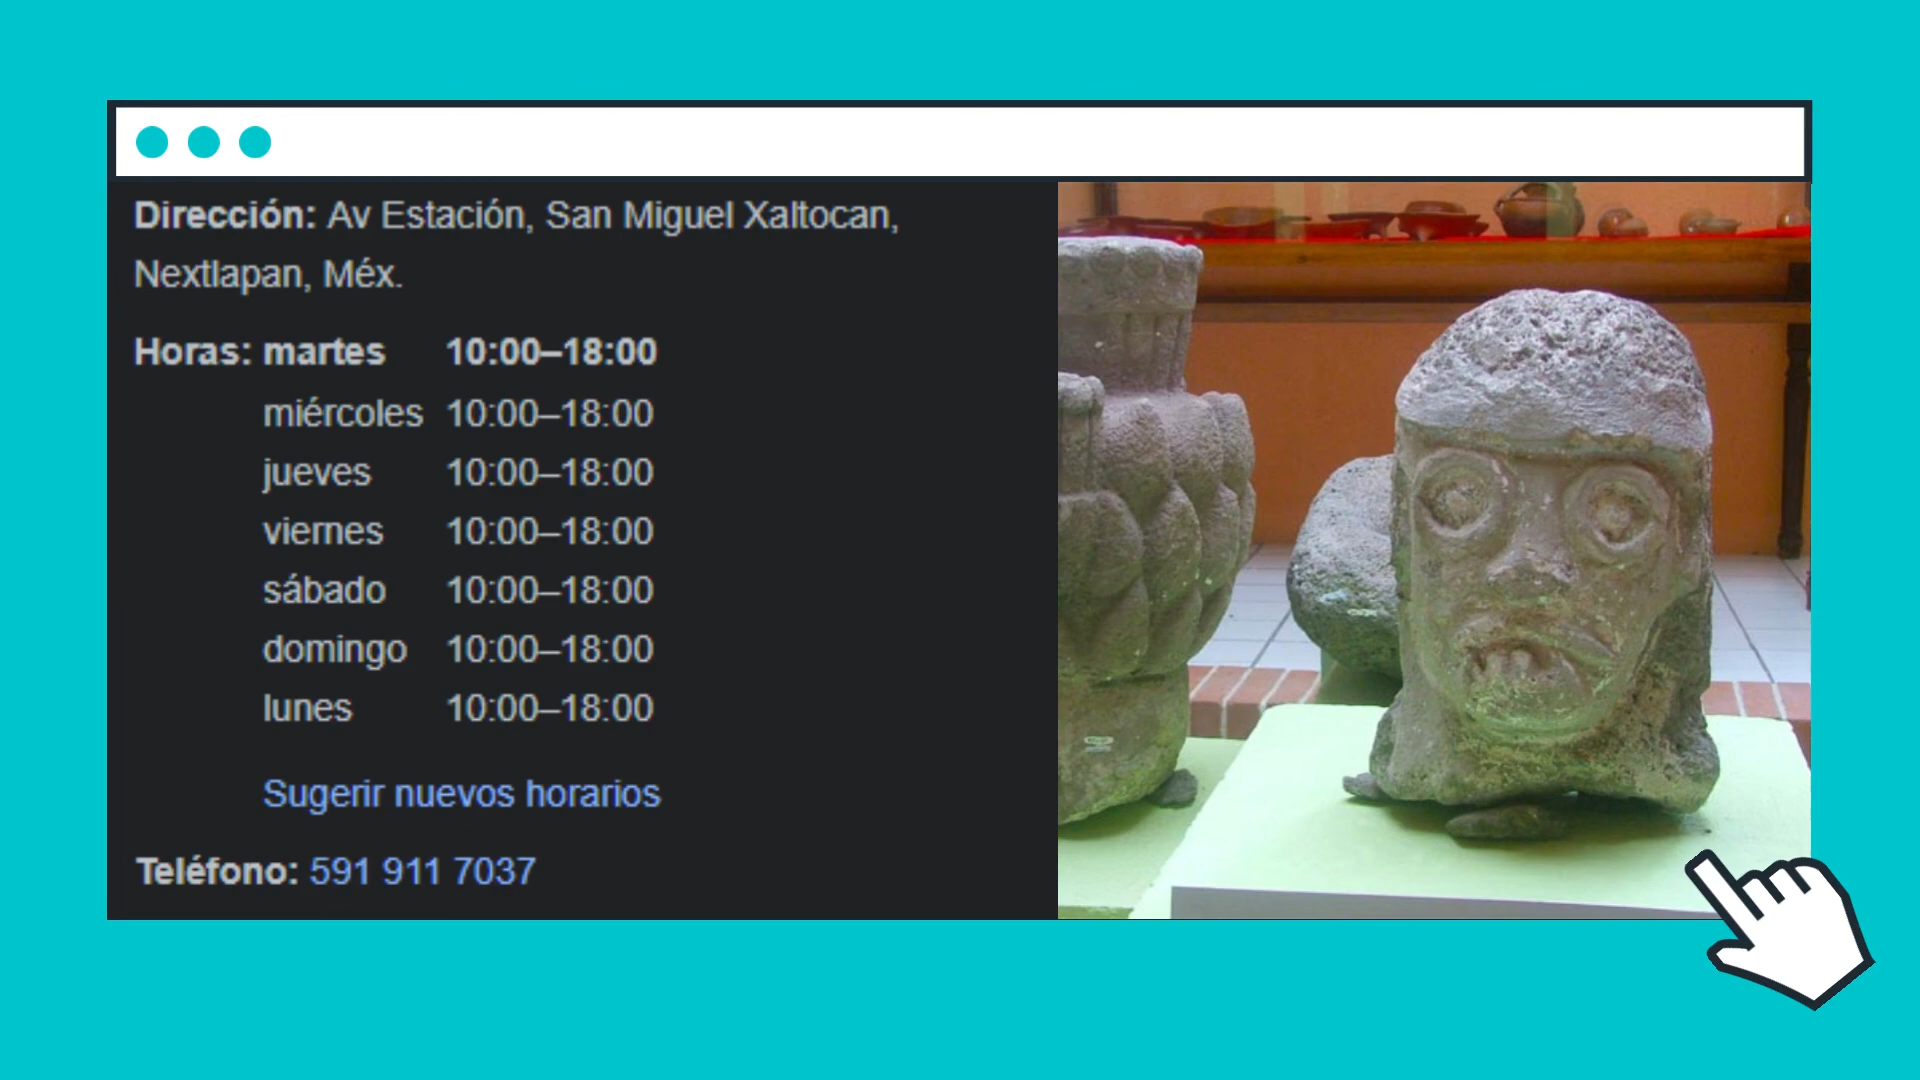 Dirección: Av Estación, San Miguel Xaltocan,
Nextlapan, Méx.
Horas: martes 10:00–18:00
miércoles 10:00–18:00
jueves 10:00–18:00
viernes 10:00–18:00
sábado 10:00–18:00
domingo 10:00–18:00
lunes 10:00–18:00
Sugerir nuevos horarios
Teléfono: 591 911 7037